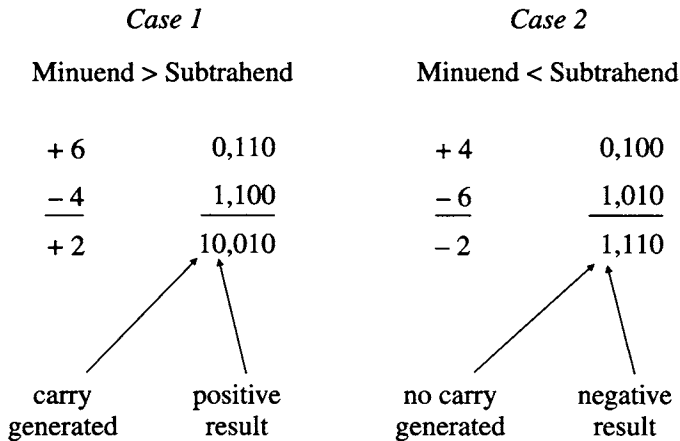 Case 1
Minuend > Subtrahend
+ 6 0,110
– 4 1,100
+ 2 10,010
carry generated
positive result
Case 2
Minuend < Subtrahend
+ 4 0,100
– 6 1,010
– 2 1,110
no carry generated
negative result